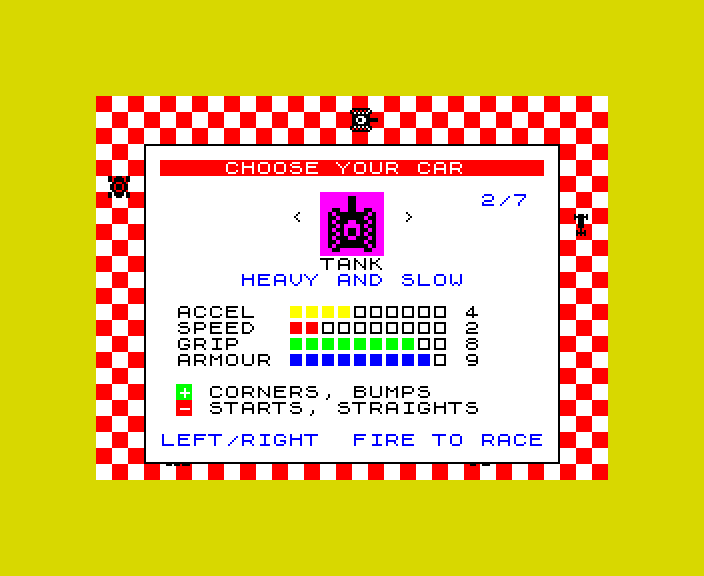 CHOOSE YOUR CAR
2/7
< >
TANK
HEAVY AND SLOW
ACCEL 4
SPEED 2
GRIP 8
ARMOUR 9
+ CORNERS, BUMPS
- STARTS, STRAIGHTS
LEFT/RIGHT FIRE TO RACE